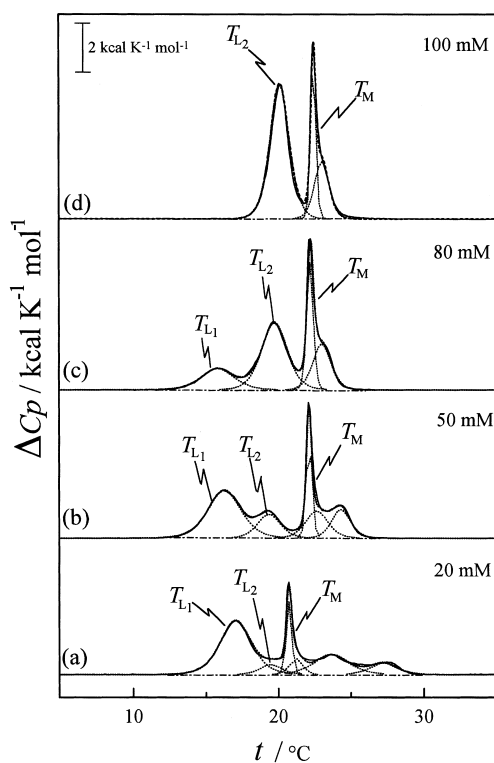 2 kcal K⁻¹ mol⁻¹
T_L₂
T_M
100 mM
(d)
T_L₁
T_L₂
T_M
80 mM
(c)
T_L₁
T_L₂
T_M
50 mM
(b)
T_L₁
T_L₂
T_M
20 mM
(a)
ΔCp / kcal K⁻¹ mol⁻¹
10 20 30
t / °C